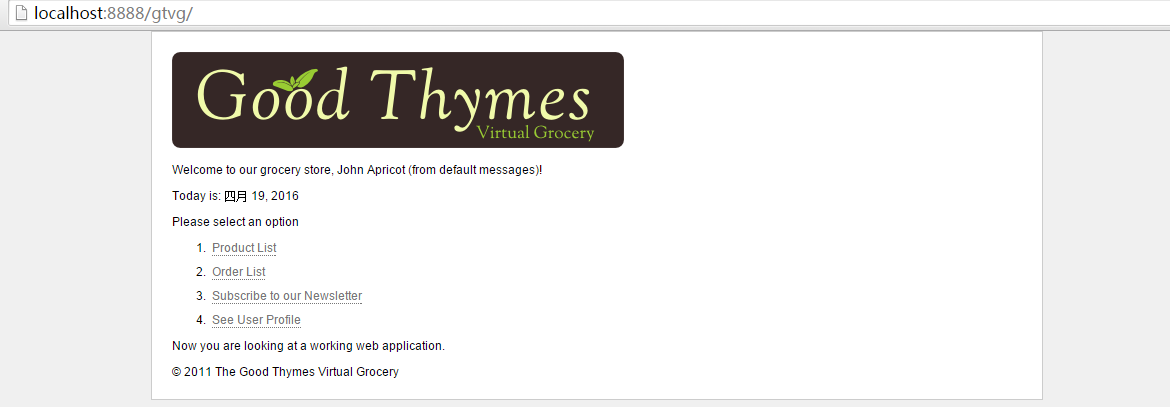 localhost:8888/gtvg/
Good Thymes
Virtual Grocery
Welcome to our grocery store, John Apricot (from default messages)!
Today is: 四月 19, 2016
Please select an option
1. Product List
2. Order List
3. Subscribe to our Newsletter
4. See User Profile
Now you are looking at a working web application.
© 2011 The Good Thymes Virtual Grocery